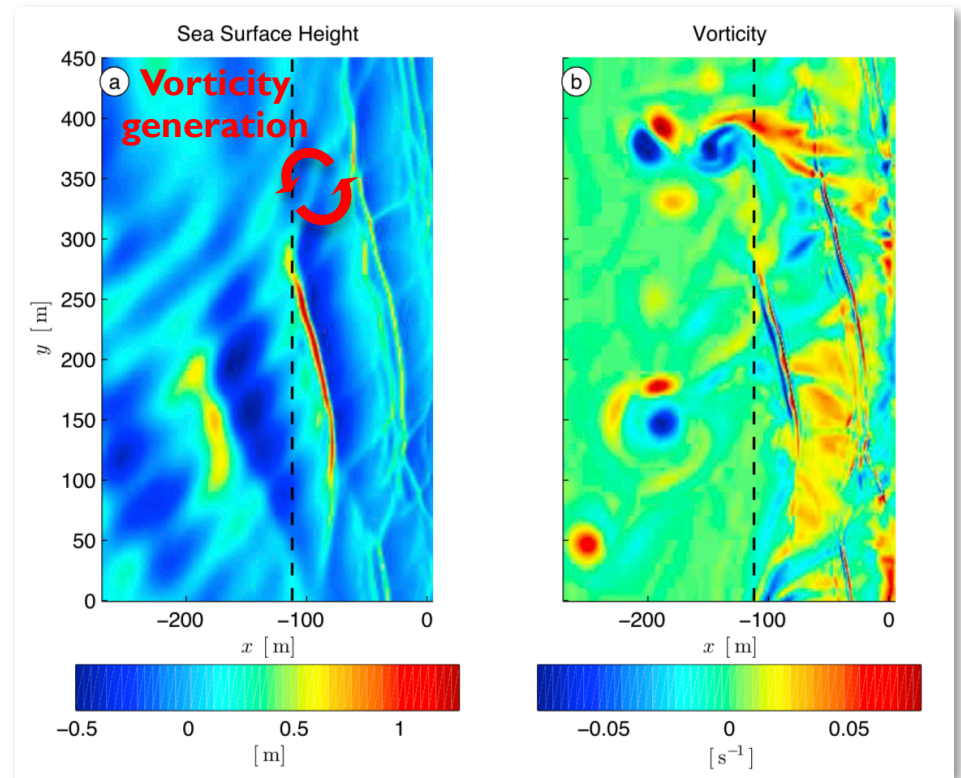 Sea Surface Height
Vorticity
a
Vorticity
generation
b
450
400
350
300
250
200
150
100
50
0
y [m]
−200
−100
0
x [m]
−200
−100
0
x [m]
−0.5
0
0.5
1
[m]
−0.05
0
0.05
[s⁻¹]